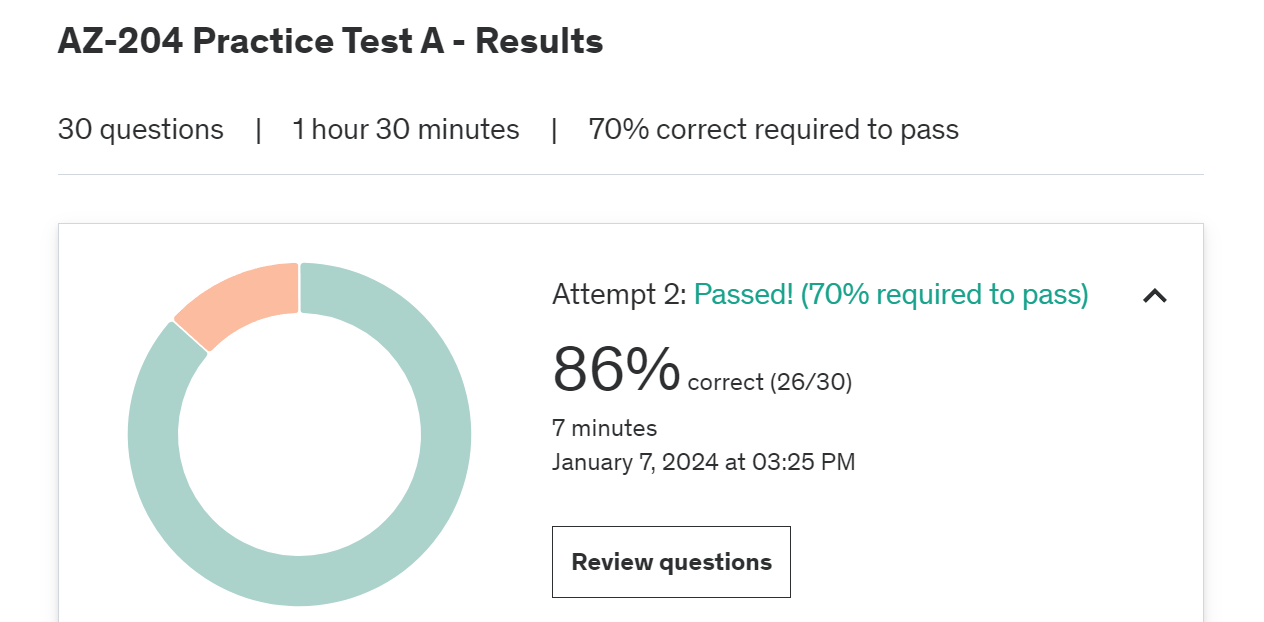 AZ-204 Practice Test A - Results
30 questions | 1 hour 30 minutes | 70% correct required to pass
Attempt 2: Passed! (70% required to pass)
86% correct (26/30)
7 minutes
January 7, 2024 at 03:25 PM
Review questions